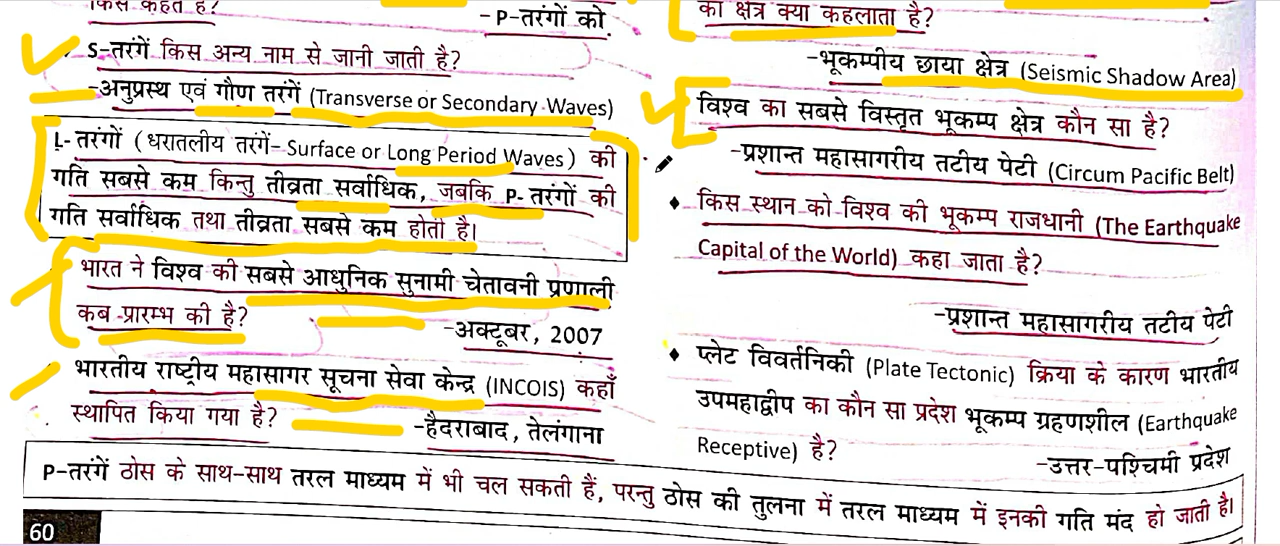 किसे कहते हैं?
-P-तरंगों को
S-तरंगें किस अन्य नाम से जानी जाती है?
-अनुप्रस्थ एवं गौण तरंगें (Transverse or Secondary Waves)
L-तरंगों (धरातलीय तरंगें-Surface or Long Period Waves) की
गति सबसे कम किन्तु तीव्रता सर्वाधिक, जबकि P-तरंगों की
गति सर्वाधिक तथा तीव्रता सबसे कम होती है।
भारत ने विश्व की सबसे आधुनिक सुनामी चेतावनी प्रणाली
कब प्रारम्भ की है?
-अक्टूबर, 2007
भारतीय राष्ट्रीय महासागर सूचना सेवा केन्द्र (INCOIS) कहाँ
स्थापित किया गया है?
-हैदराबाद, तेलंगाना
का क्षेत्र क्या कहलाता है?
-भूकम्पीय छाया क्षेत्र (Seismic Shadow Area)
विश्व का सबसे विस्तृत भूकम्प क्षेत्र कौन सा है?
-प्रशान्त महासागरीय तटीय पेटी (Circum Pacific Belt)
♦ किस स्थान को विश्व की भूकम्प राजधानी (The Earthquake
Capital of the World) कहा जाता है?
-प्रशान्त महासागरीय तटीय पेटी
♦ प्लेट विवर्तनिकी (Plate Tectonic) क्रिया के कारण भारतीय
उपमहाद्वीप का कौन सा प्रदेश भूकम्प ग्रहणशील (Earthquake
Receptive) है?
-उत्तर-पश्चिमी प्रदेश
P-तरंगें ठोस के साथ-साथ तरल माध्यम में भी चल सकती हैं, परन्तु ठोस की तुलना में तरल माध्यम में इनकी गति मंद हो जाती है।
60